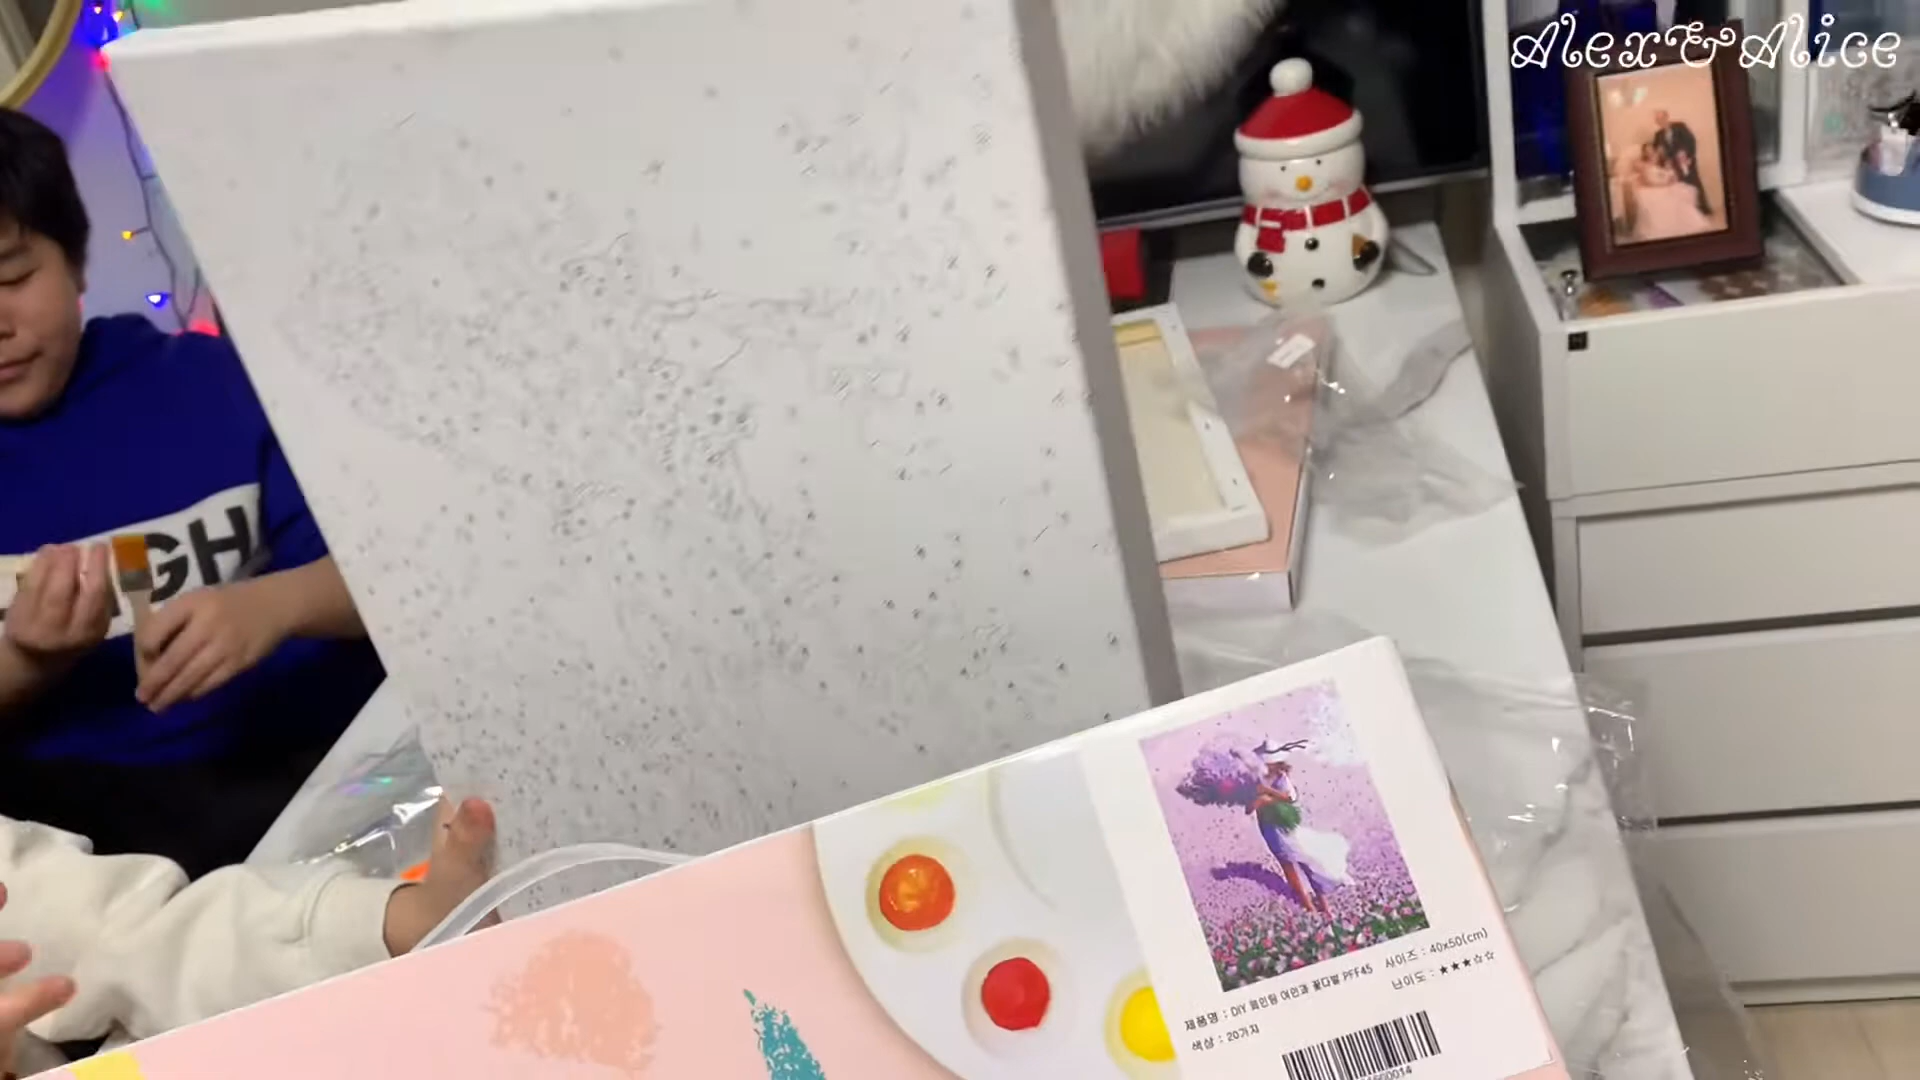 Alex&Alice
GH
사이즈 : 40x50(cm)
난이도 : ★★★☆☆
제품명 : DIY 페인팅 여인과 꽃다발 PFF45
색상 : 20가지